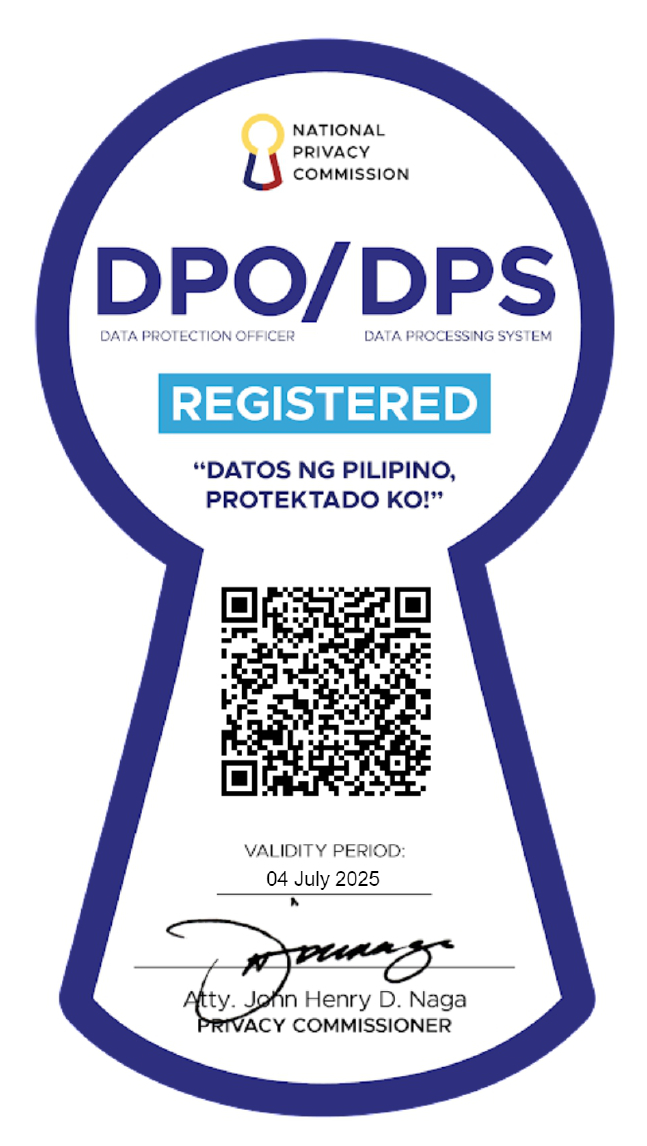 NATIONAL
PRIVACY
COMMISSION
DPO/DPS
DATA PROTECTION OFFICER DATA PROCESSING SYSTEM
REGISTERED
“DATOS NG PILIPINO,
PROTEKTADO KO!”
VALIDITY PERIOD:
04 July 2025
Atty. John Henry D. Naga
PRIVACY COMMISSIONER